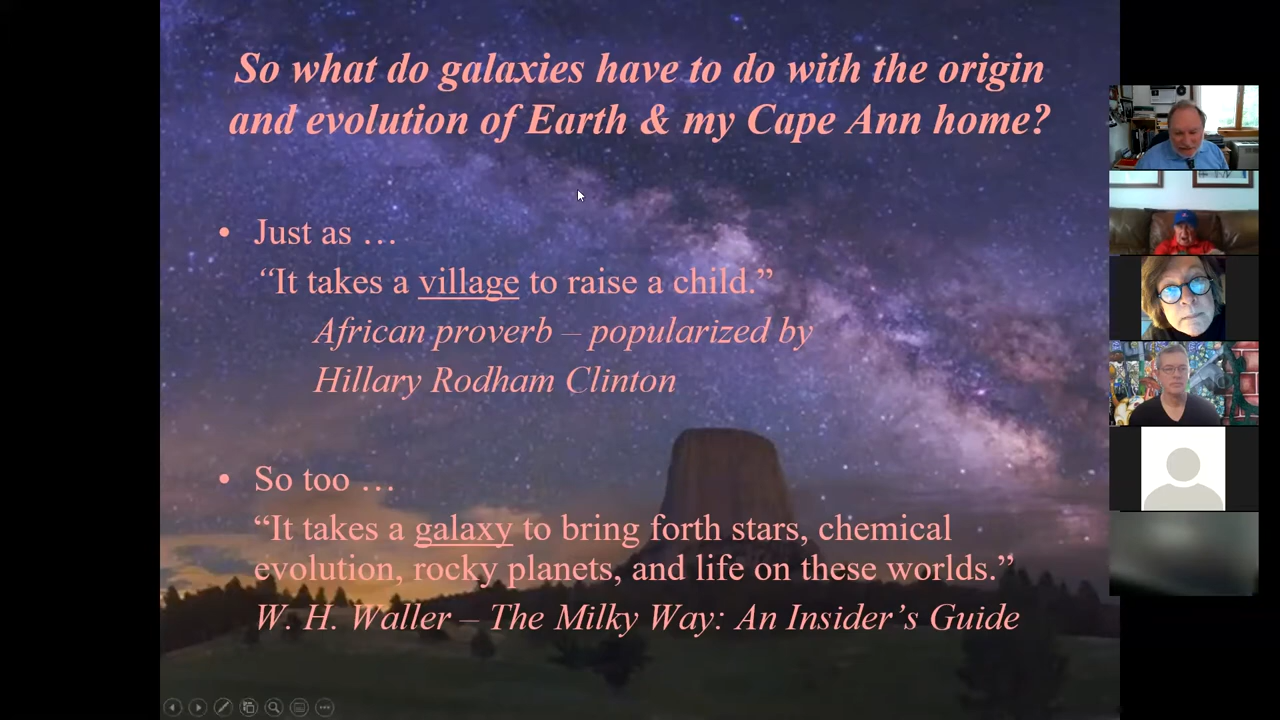 So what do galaxies have to do with the origin
and evolution of Earth & my Cape Ann home?
• Just as …
“It takes a village to raise a child.”
African proverb – popularized by
Hillary Rodham Clinton
• So too …
“It takes a galaxy to bring forth stars, chemical
evolution, rocky planets, and life on these worlds.”
W. H. Waller – The Milky Way: An Insider’s Guide